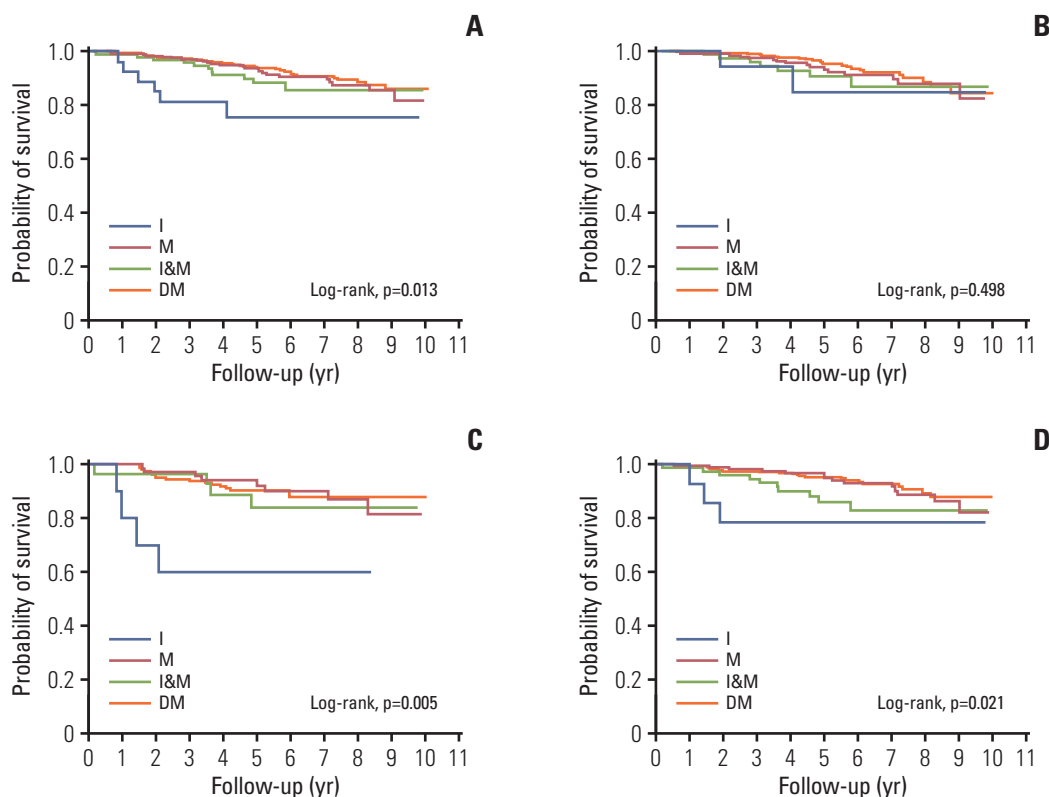 A
Probability of survival
1.0
0.8
0.6
0.4
0.2
0
I
M
I&M
DM
Log-rank, p=0.013
0 1 2 3 4 5 6 7 8 9 10 11
Follow-up (yr)
B
Probability of survival
1.0
0.8
0.6
0.4
0.2
0
I
M
I&M
DM
Log-rank, p=0.498
0 1 2 3 4 5 6 7 8 9 10 11
Follow-up (yr)
C
Probability of survival
1.0
0.8
0.6
0.4
0.2
0
I
M
I&M
DM
Log-rank, p=0.005
0 1 2 3 4 5 6 7 8 9 10 11
Follow-up (yr)
D
Probability of survival
1.0
0.8
0.6
0.4
0.2
0
I
M
I&M
DM
Log-rank, p=0.021
0 1 2 3 4 5 6 7 8 9 10 11
Follow-up (yr)